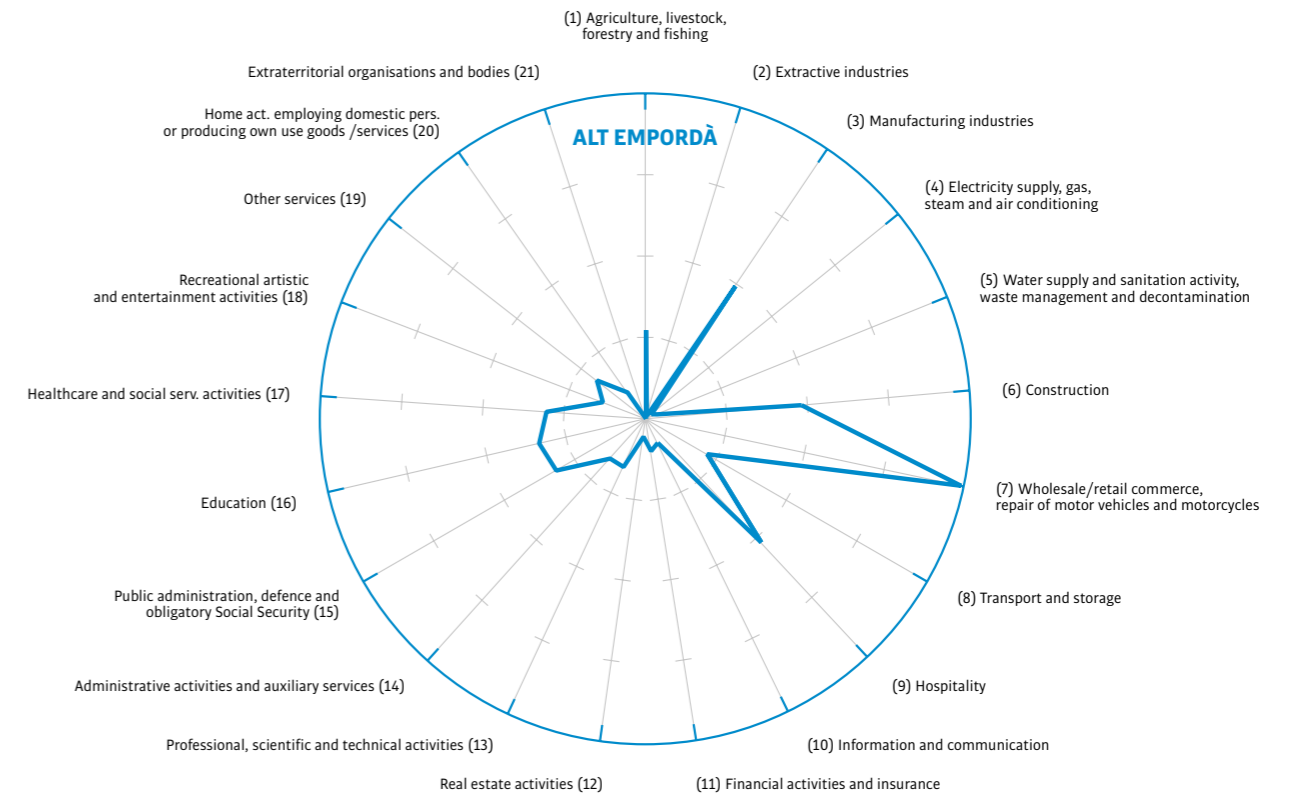 (1) Agriculture, livestock,
forestry and fishing
(2) Extractive industries
(3) Manufacturing industries
(4) Electricity supply, gas,
steam and air conditioning
(5) Water supply and sanitation activity,
waste management and decontamination
(6) Construction
(7) Wholesale/retail commerce,
repair of motor vehicles and motorcycles
(8) Transport and storage
(9) Hospitality
(10) Information and communication
(11) Financial activities and insurance
Real estate activities (12)
Professional, scientific and technical activities (13)
Administrative activities and auxiliary services (14)
Public administration, defence and
obligatory Social Security (15)
Education (16)
Healthcare and social serv. activities (17)
Recreational artistic
and entertainment activities (18)
Other services (19)
Home act. employing domestic pers.
or producing own use goods /services (20)
Extraterritorial organisations and bodies (21)
ALT EMPORDÀ